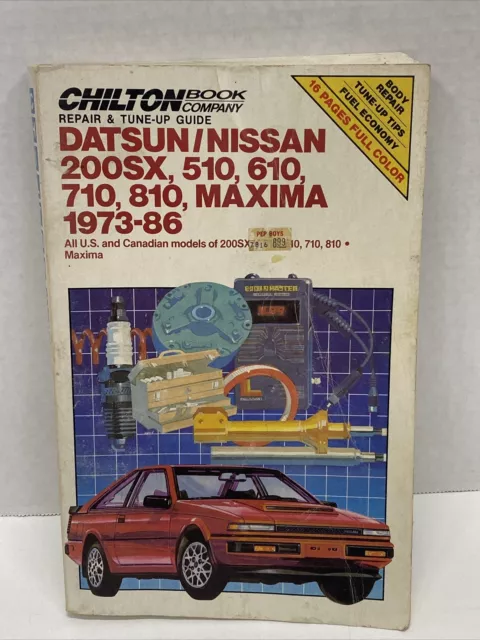 CHILTON BOOK COMPANY
REPAIR & TUNE-UP GUIDE
DATSUN/NISSAN
200SX, 510, 610,
710, 810, MAXIMA
1973-86
All U.S. and Canadian models of 200SX, 10, 710, 810 •
Maxima
PEP BOYS
BODY
REPAIR
TUNE-UP TIPS
FUEL ECONOMY
16 PAGES FULL COLOR